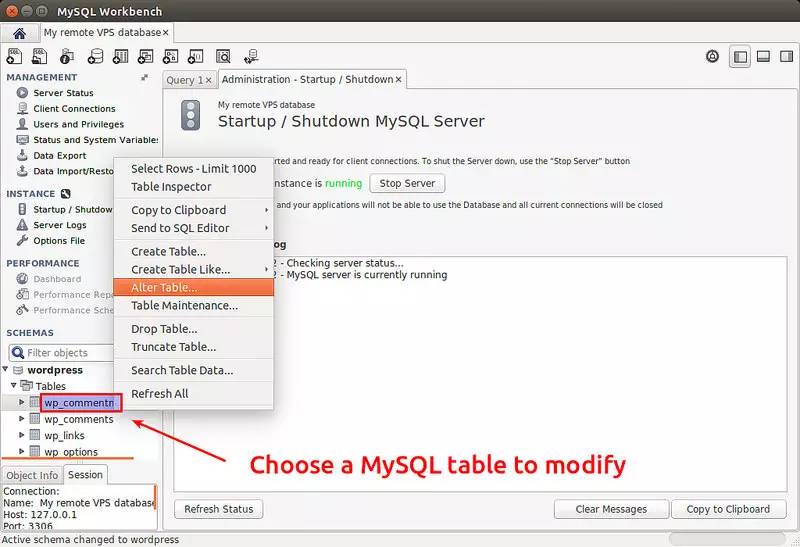 MySQL Workbench
My remote VPS database ×
MANAGEMENT
Server Status
Client Connections
Users and Privileges
Status and System Variables
Data Export
Data Import/Resto
INSTANCE
Startup / Shutdown
Server Logs
Options File
PERFORMANCE
Dashboard
Performance Repo
Performance Sche
SCHEMAS
Filter objects
wordpress
Tables
wp_commentm
wp_comments
wp_links
wp_options
Object Info Session
Connection:
Name: My remote VPS database
Host: 127.0.0.1
Port: 3306
Active schema changed to wordpress
Select Rows - Limit 1000
Table Inspector
Copy to Clipboard
Send to SQL Editor
Create Table...
Create Table Like...
Alter Table...
Table Maintenance...
Drop Table...
Truncate Table...
Search Table Data...
Refresh All
Query 1 × Administration - Startup / Shutdown ×
My remote VPS database
Startup / Shutdown MySQL Server
rted and ready for client connections. To shut the Server down, use the "Stop Server" button
nstance is running Stop Server
and your applications will not be able to use the Database and all current connections will be closed
og
2 - Checking server status...
2 - MySQL server is currently running
Choose a MySQL table to modify
Refresh Status Clear Messages Copy to Clipboard